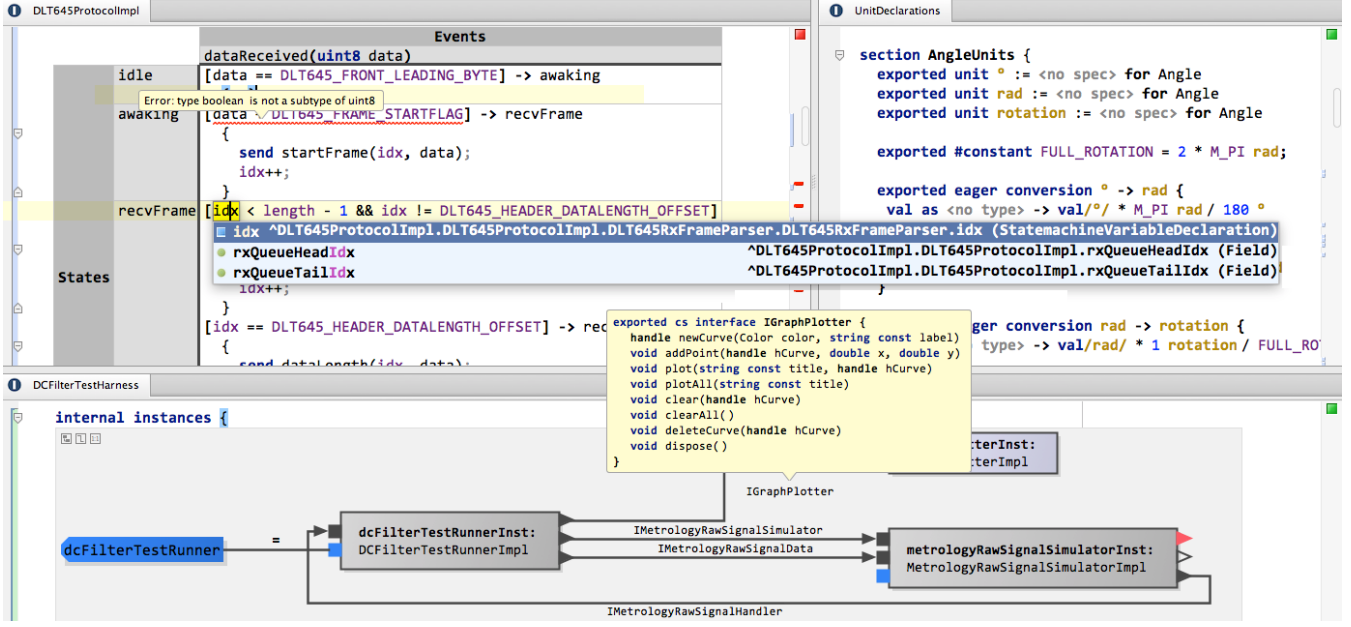 DLT645ProtocolImpl
Events
dataReceived(uint8 data)
idle
[data == DLT645_FRONT_LEADING_BYTE] -> awaking
Error: type boolean is not a subtype of uint8
awaking
[data DLT645_FRAME_STARTFLAG] -> recvFrame
{
send startFrame(idx, data);
idx++;
}
recvFrame
[idx < length - 1 && idx != DLT645_HEADER_DATALENGTH_OFFSET]
idx ^DLT645ProtocolImpl.DLT645ProtocolImpl.DLT645RxFrameParser.DLT645RxFrameParser.idx (StatemachineVariableDeclaration)
rxQueueHeadIdx ^DLT645ProtocolImpl.DLT645ProtocolImpl.rxQueueHeadIdx (Field)
rxQueueTailIdx ^DLT645ProtocolImpl.DLT645ProtocolImpl.rxQueueTailIdx (Field)
States
idx++;
}
[idx == DLT645_HEADER_DATALENGTH_OFFSET] -> rec
{
send dataLength(idx, data);
UnitDeclarations
section AngleUnits {
exported unit ° := <no spec> for Angle
exported unit rad := <no spec> for Angle
exported unit rotation := <no spec> for Angle
exported #constant FULL_ROTATION = 2 * M_PI rad;
exported eager conversion ° -> rad {
val as <no type> -> val/°/ * M_PI rad / 180 °
}
ger conversion rad -> rotation {
type> -> val/rad/ * 1 rotation / FULL_RO
exported cs interface IGraphPlotter {
handle newCurve(Color color, string const label)
void addPoint(handle hCurve, double x, double y)
void plot(string const title, handle hCurve)
void plotAll(string const title)
void clear(handle hCurve)
void clearAll()
void deleteCurve(handle hCurve)
void dispose()
}
DCFilterTestHarness
internal instances {
tterInst:
tterImpl
IGraphPlotter
dcFilterTestRunner
=
dcFilterTestRunnerInst:
DCFilterTestRunnerImpl
IMetrologyRawSignalSimulator
IMetrologyRawSignalData
metrologyRawSignalSimulatorInst:
MetrologyRawSignalSimulatorImpl
IMetrologyRawSignalHandler